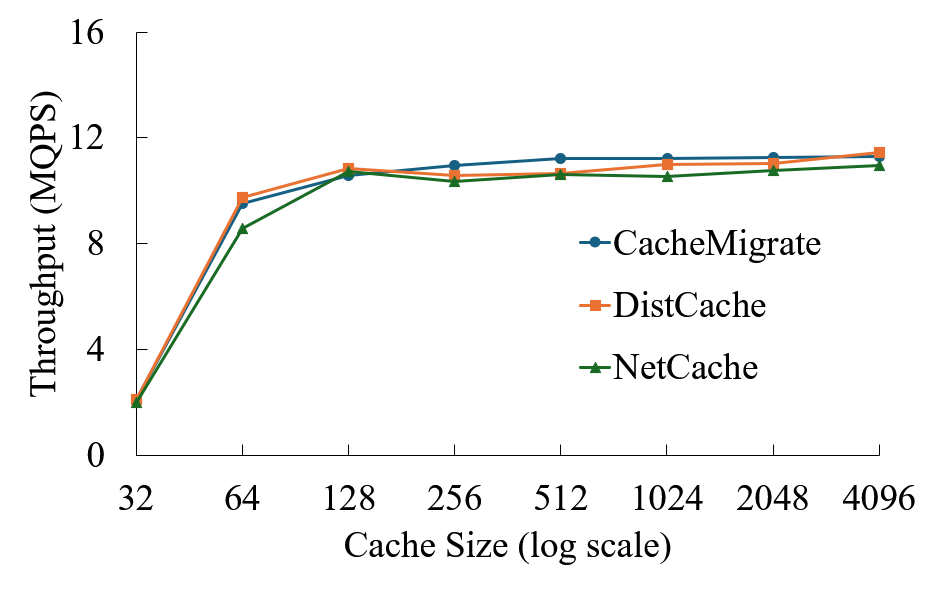 16
12
8
4
0
Throughput (MQPS)
CacheMigrate
DistCache
NetCache
32 64 128 256 512 1024 2048 4096
Cache Size (log scale)